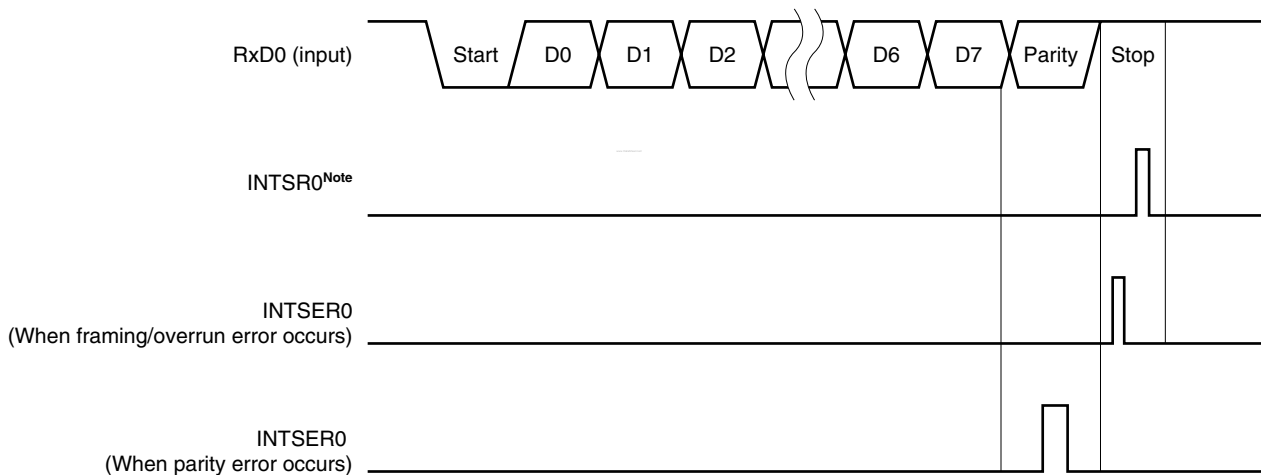 RxD0 (input)
Start D0 D1 D2 D6 D7 Parity Stop
INTSR0Note
INTSER0
(When framing/overrun error occurs)
INTSER0
(When parity error occurs)